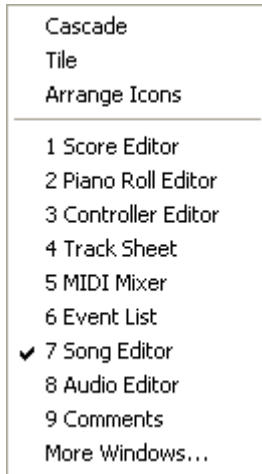 Cascade
Tile
Arrange Icons
1 Score Editor
2 Piano Roll Editor
3 Controller Editor
4 Track Sheet
5 MIDI Mixer
6 Event List
7 Song Editor
8 Audio Editor
9 Comments
More Windows...